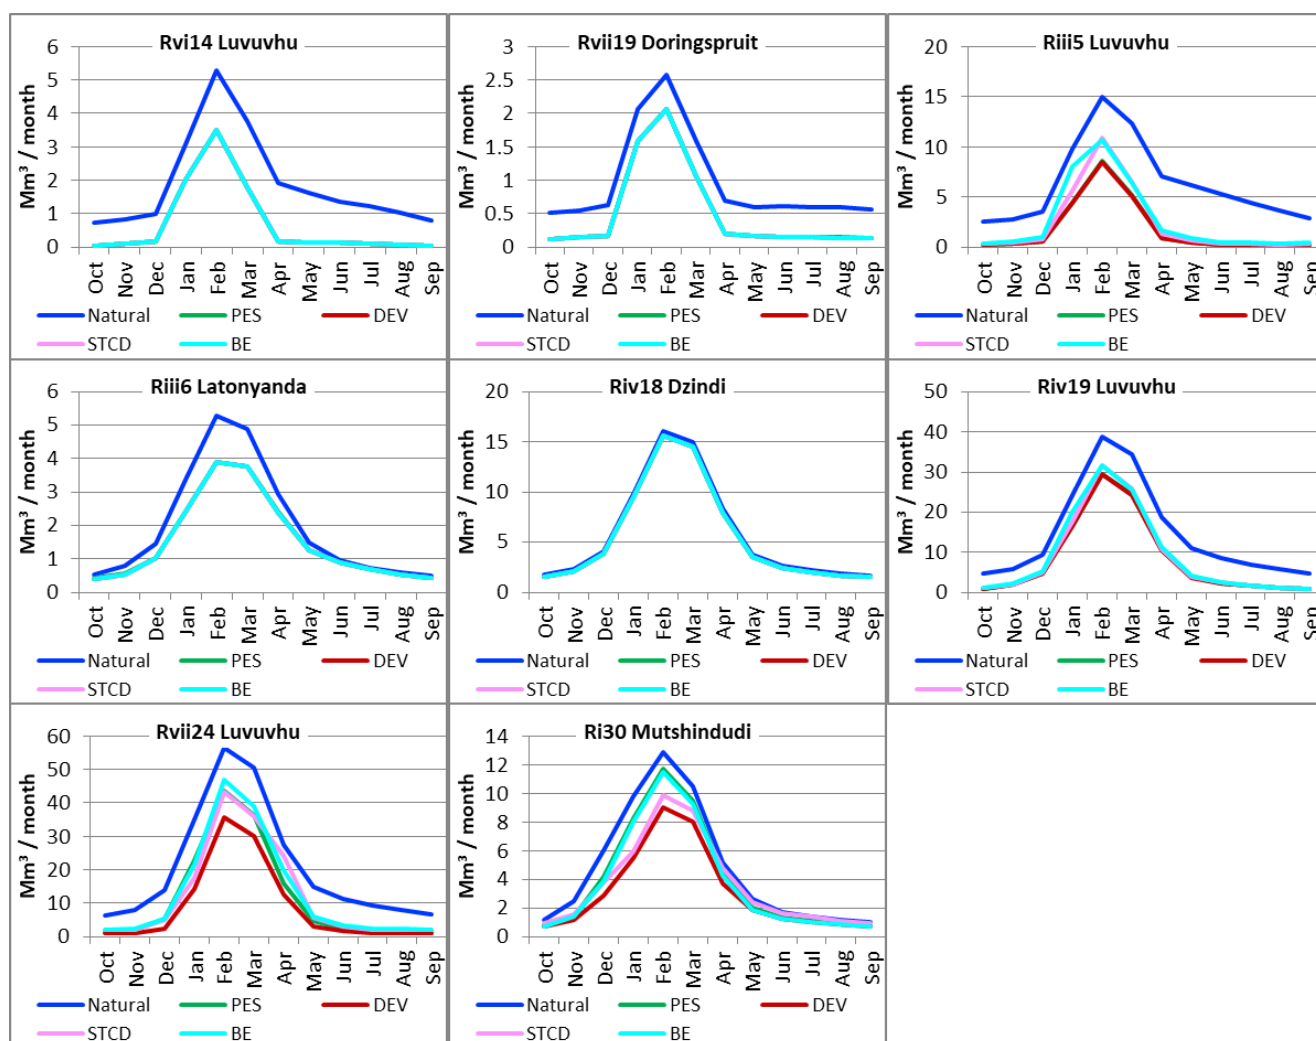 Rvi14 Luvuvhu
Mm³ / month
6
5
4
3
2
1
0
Oct Nov Dec Jan Feb Mar Apr May Jun Jul Aug Sep
Natural PES DEV
STCD BE
Rvii19 Doringspruit
Mm³ / month
3
2.5
2
1.5
1
0.5
0
Oct Nov Dec Jan Feb Mar Apr May Jun Jul Aug Sep
Natural PES DEV
STCD BE
Riii5 Luvuvhu
Mm³ / month
20
15
10
5
0
Oct Nov Dec Jan Feb Mar Apr May Jun Jul Aug Sep
Natural PES DEV
STCD BE
Riii6 Latonyanda
Mm³ / month
6
5
4
3
2
1
0
Oct Nov Dec Jan Feb Mar Apr May Jun Jul Aug Sep
Natural PES DEV
STCD BE
Riv18 Dzindi
Mm³ / month
20
15
10
5
0
Oct Nov Dec Jan Feb Mar Apr May Jun Jul Aug Sep
Natural PES DEV
STCD BE
Riv19 Luvuvhu
Mm³ / month
50
40
30
20
10
0
Oct Nov Dec Jan Feb Mar Apr May Jun Jul Aug Sep
Natural PES DEV
STCD BE
Rvii24 Luvuvhu
Mm³ / month
60
50
40
30
20
10
0
Oct Nov Dec Jan Feb Mar Apr May Jun Jul Aug Sep
Natural PES DEV
STCD BE
Ri30 Mutshindudi
Mm³ / month
14
12
10
8
6
4
2
0
Oct Nov Dec Jan Feb Mar Apr May Jun Jul Aug Sep
Natural PES DEV
STCD BE